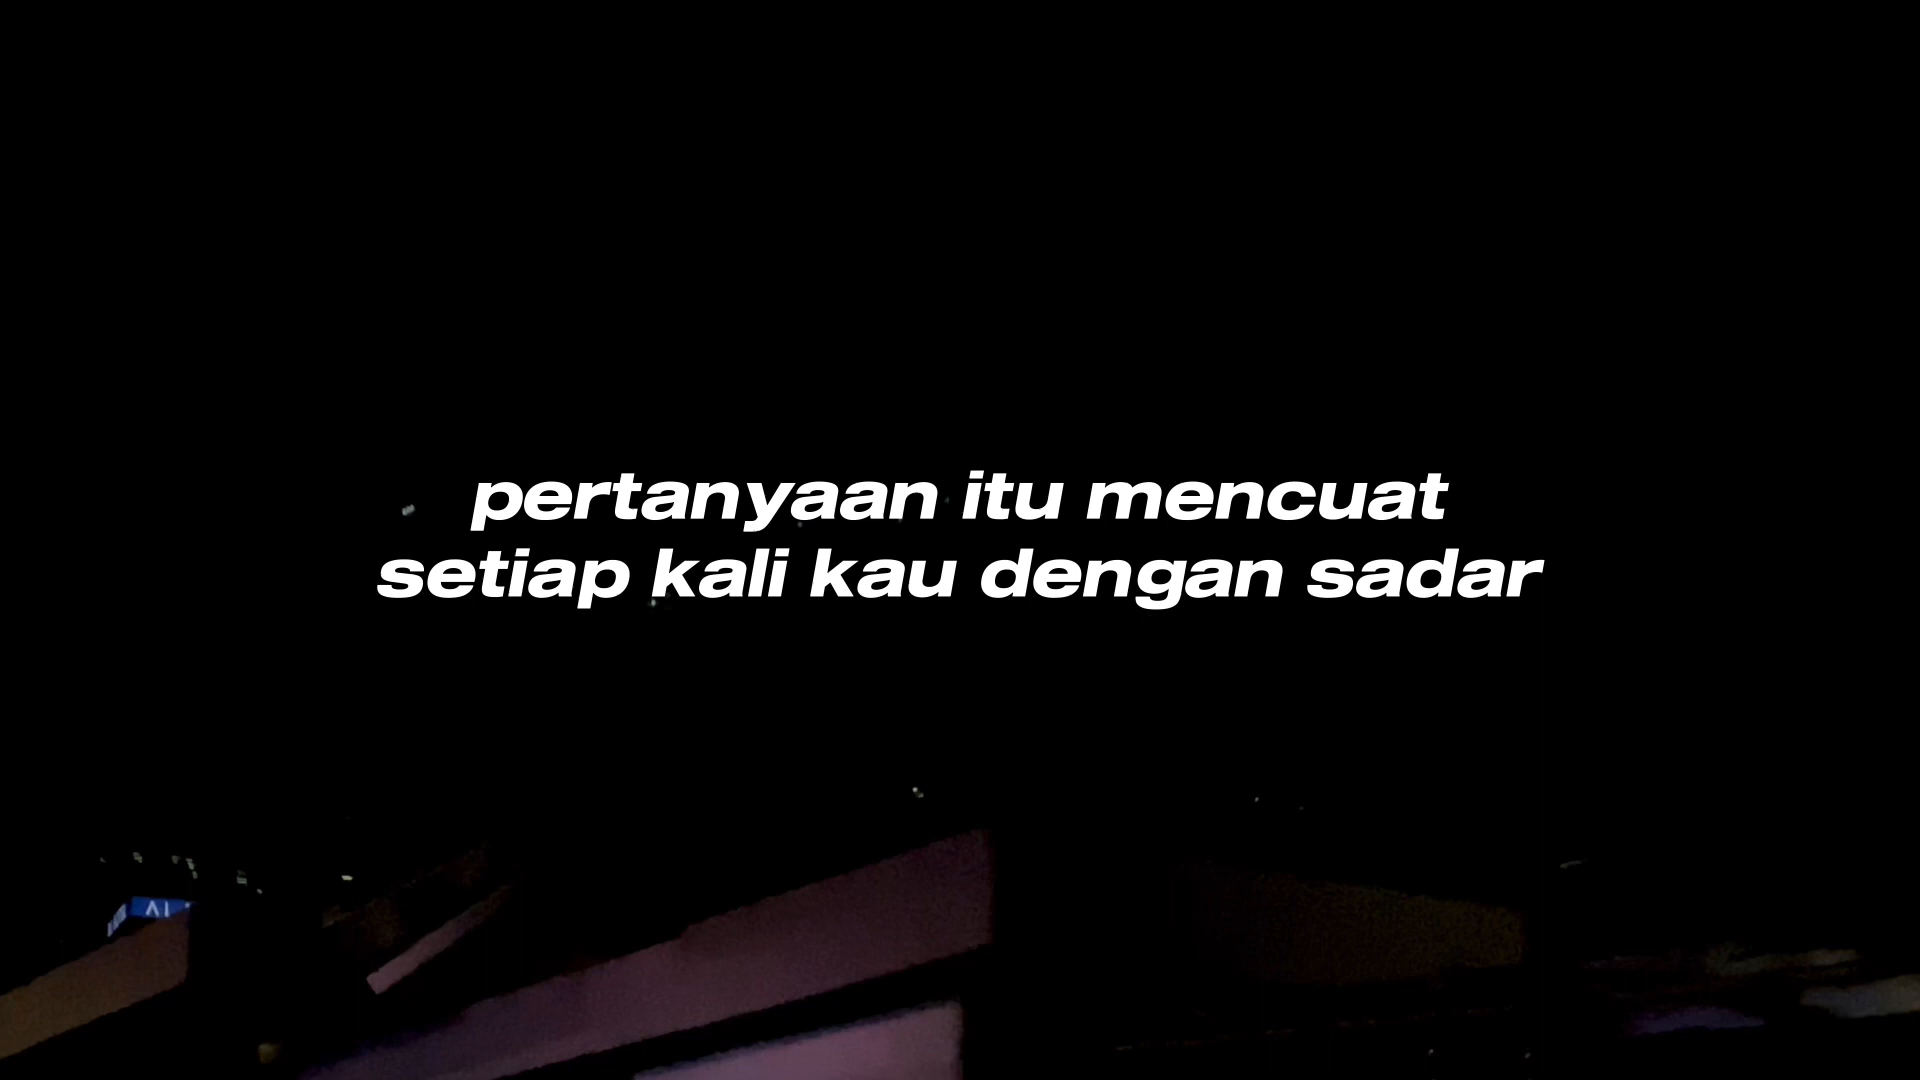 pertanyaan itu mencuat
setiap kali kau dengan sadar